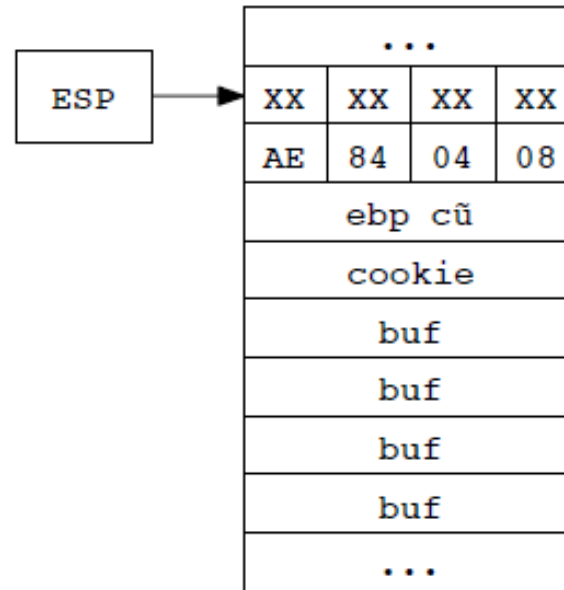 ...
ESP
XX XX XX XX
AE 84 04 08
ebp cũ
cookie
buf
buf
buf
buf
...